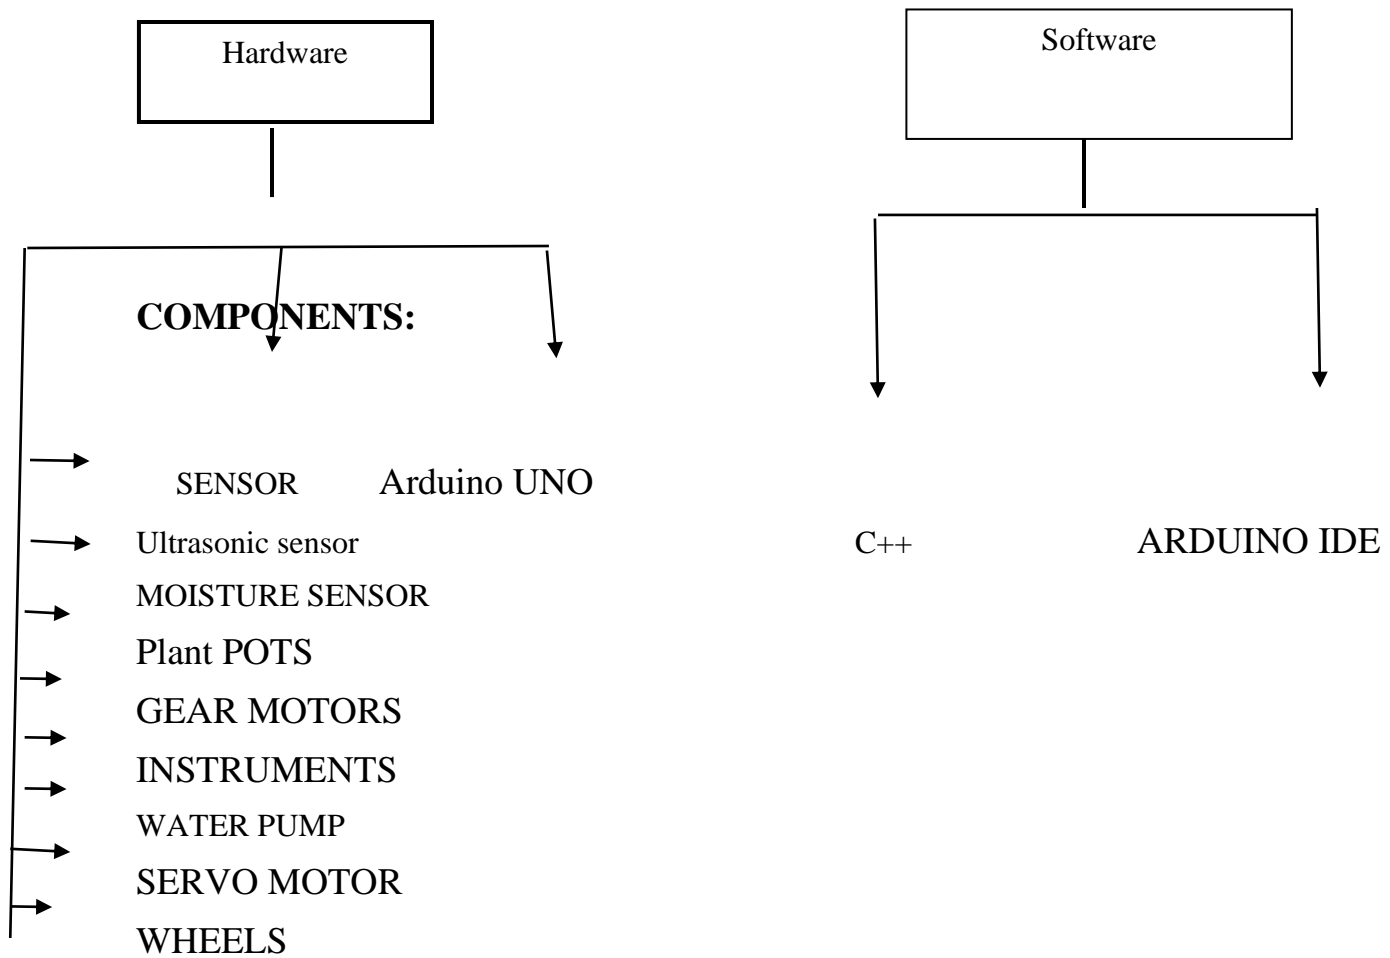 Hardware
Software
COMPONENTS:
SENSOR Arduino UNO
Ultrasonic sensor
C++ ARDUINO IDE
MOISTURE SENSOR
Plant POTS
GEAR MOTORS
INSTRUMENTS
WATER PUMP
SERVO MOTOR
WHEELS